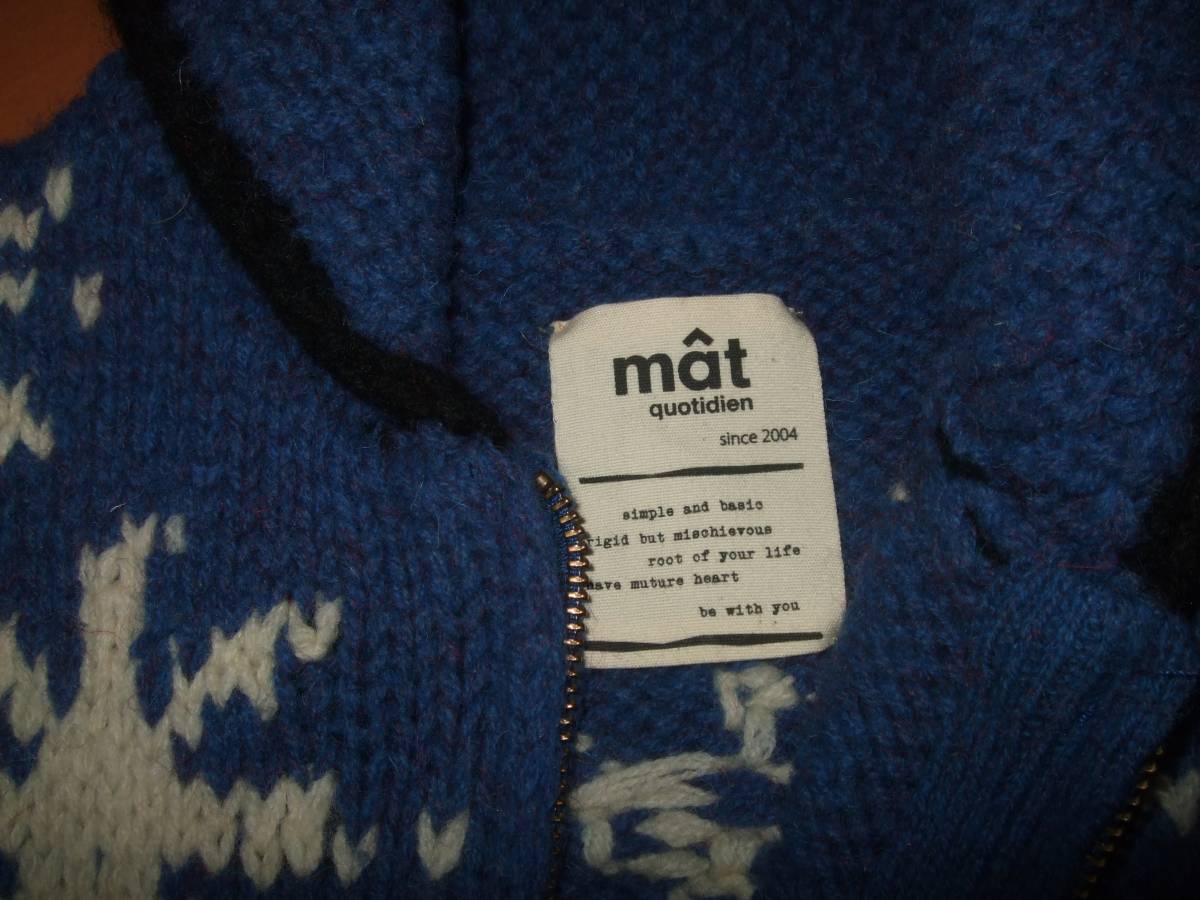 mât
quotidien
since 2004
simple and basic
rigid but mischievous
root of your life
have muture heart
be with you